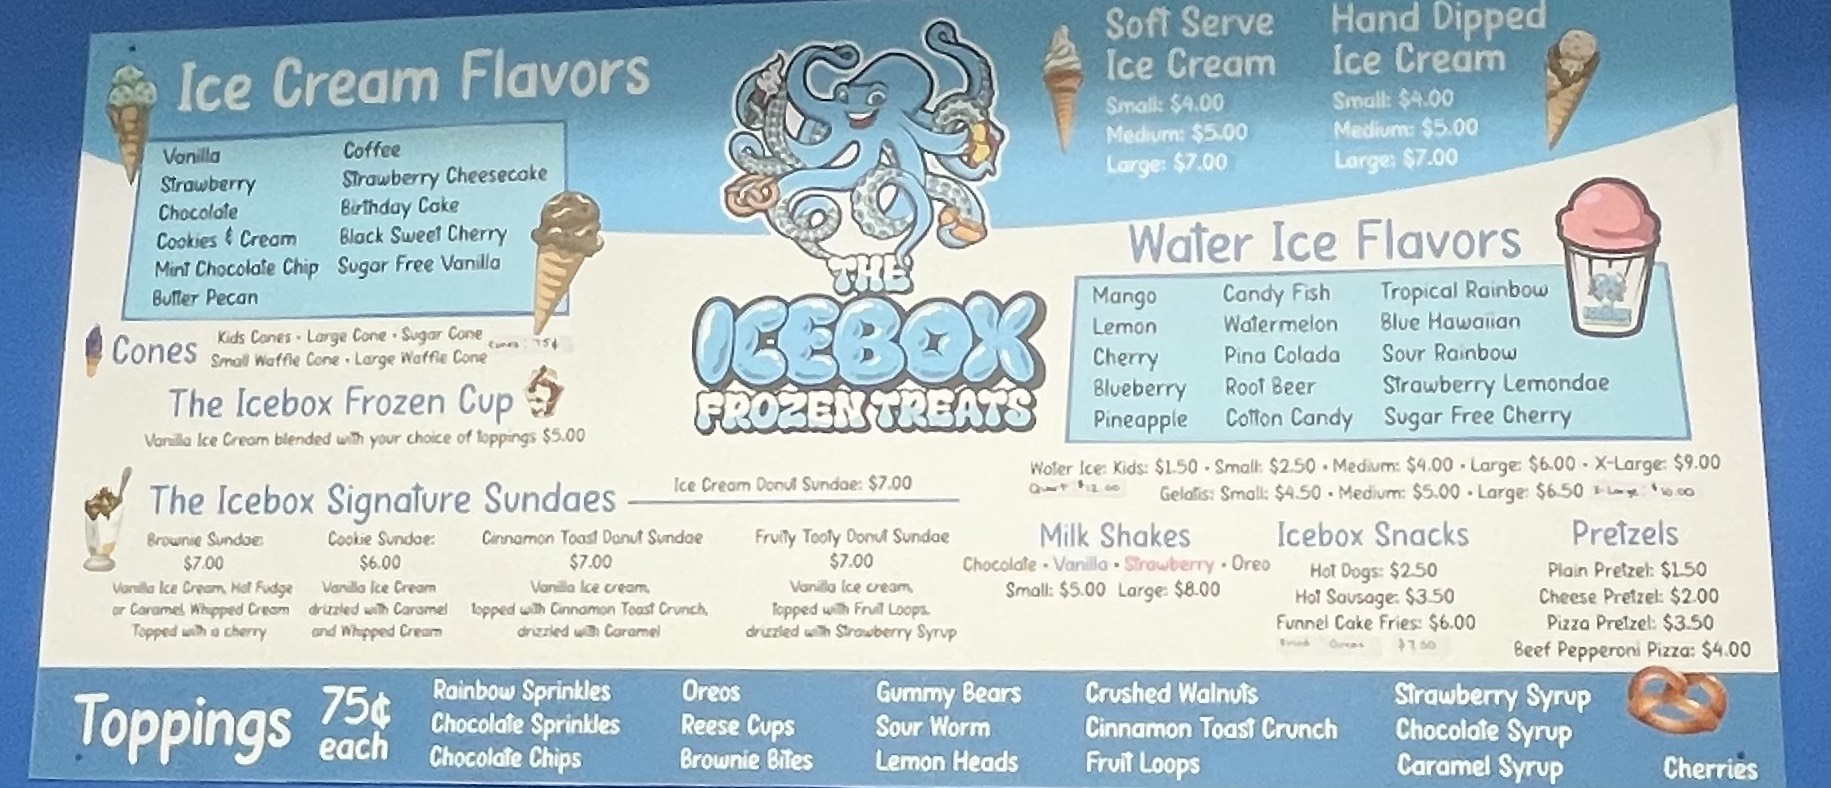 Ice Cream Flavors
Vanilla
Strawberry
Chocolate
Cookies & Cream
Mint Chocolate Chip
Butter Pecan
Coffee
Strawberry Cheesecake
Birthday Cake
Black Sweet Cherry
Sugar Free Vanilla
Cones
Kids Cones • Large Cone • Sugar Cone
Small Waffle Cone • Large Waffle Cone
Cones: 75¢
The Icebox Frozen Cup
Vanilla Ice Cream blended with your choice of toppings $5.00
THE
ICEBOX
FROZEN TREATS
Soft Serve
Ice Cream
Small: $4.00
Medium: $5.00
Large: $7.00
Hand Dipped
Ice Cream
Small: $4.00
Medium: $5.00
Large: $7.00
Water Ice Flavors
Mango
Lemon
Cherry
Blueberry
Pineapple
Candy Fish
Watermelon
Pina Colada
Root Beer
Cotton Candy
Tropical Rainbow
Blue Hawaiian
Sour Rainbow
Strawberry Lemondae
Sugar Free Cherry
Water Ice: Kids: $1.50 • Small: $2.50 • Medium: $4.00 • Large: $6.00 • X-Large: $9.00
Quart $12.00
Gelatis: Small: $4.50 • Medium: $5.00 • Large: $6.50 X-Large: $10.00
The Icebox Signature Sundaes
Ice Cream Donut Sundae: $7.00
Brownie Sundae:
$7.00
Vanilla Ice Cream, Hot Fudge
or Caramel, Whipped Cream
Topped with a cherry
Cookie Sundae:
$6.00
Vanilla Ice Cream
drizzled with Caramel
and Whipped Cream
Cinnamon Toast Donut Sundae
$7.00
Vanilla Ice cream,
topped with Cinnamon Toast Crunch,
drizzled with Caramel
Fruity Tooty Donut Sundae
$7.00
Vanilla Ice cream,
Topped with Fruit Loops,
drizzled with Strawberry Syrup
Milk Shakes
Chocolate • Vanilla • Strawberry • Oreo
Small: $5.00 Large: $8.00
Icebox Snacks
Hot Dogs: $2.50
Hot Sausage: $3.50
Funnel Cake Fries: $6.00
Fried Oreos $7.50
Pretzels
Plain Pretzel: $1.50
Cheese Pretzel: $2.00
Pizza Pretzel: $3.50
Beef Pepperoni Pizza: $4.00
Toppings
75¢
each
Rainbow Sprinkles
Chocolate Sprinkles
Chocolate Chips
Oreos
Reese Cups
Brownie Bites
Gummy Bears
Sour Worm
Lemon Heads
Crushed Walnuts
Cinnamon Toast Crunch
Fruit Loops
Strawberry Syrup
Chocolate Syrup
Caramel Syrup
Cherries